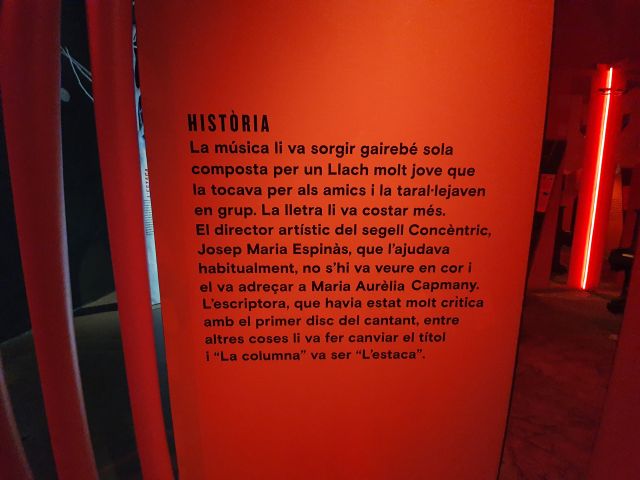 HISTÒRIA
La música li va sorgir gairebé sola
composta per un Llach molt jove que
la tocava per als amics i la taral·lejaven
en grup. La lletra li va costar més.
El director artístic del segell Concèntric,
Josep Maria Espinàs, que l'ajudava
habitualment, no s'hi va veure en cor i
el va adreçar a Maria Aurèlia Capmany.
L'escriptora, que havia estat molt crítica
amb el primer disc del cantant, entre
altres coses li va fer canviar el títol
i "La columna" va ser "L'estaca".